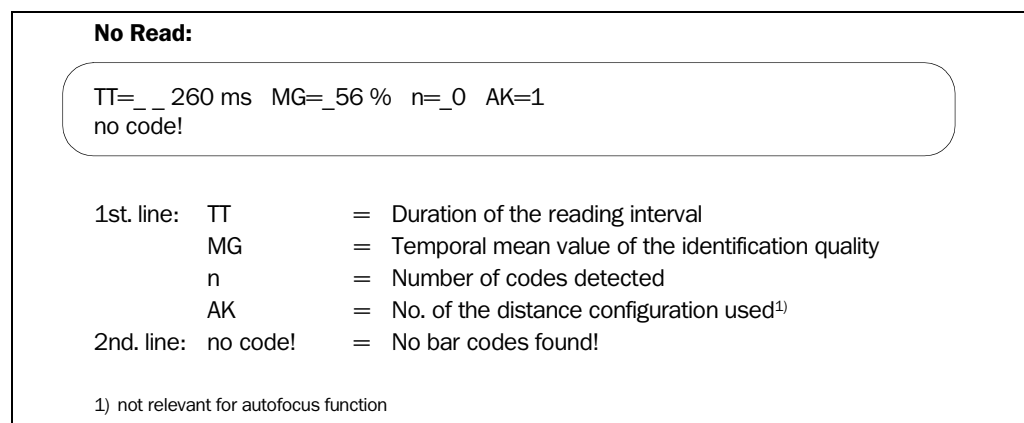 No Read:
TT=_ _ 260 ms MG=_56 % n=_0 AK=1
no code!
1st. line: TT = Duration of the reading interval
MG = Temporal mean value of the identification quality
n = Number of codes detected
AK = No. of the distance configuration used1)
2nd. line: no code! = No bar codes found!
1) not relevant for autofocus function